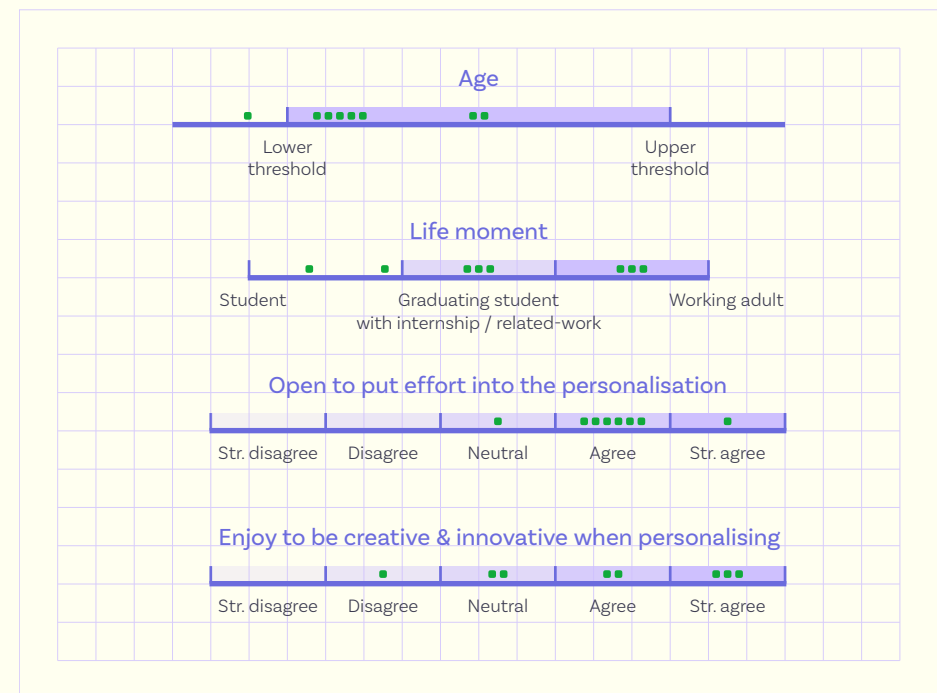 Age
Lower
threshold
Upper
threshold
Life moment
Student
Graduating student
with internship / related-work
Working adult
Open to put effort into the personalisation
Str. disagree
Disagree
Neutral
Agree
Str. agree
Enjoy to be creative & innovative when personalising
Str. disagree
Disagree
Neutral
Agree
Str. agree